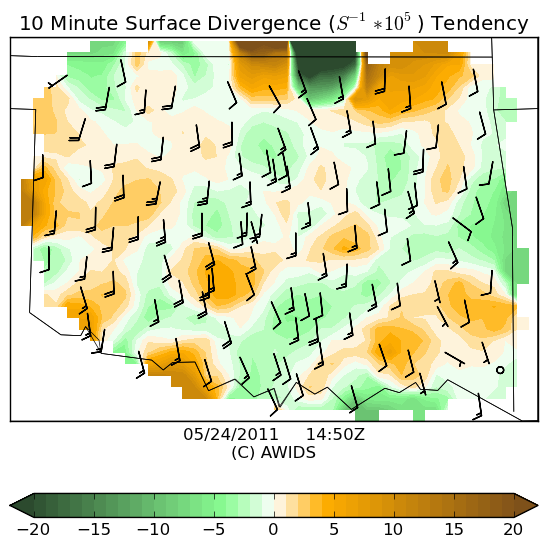 10 Minute Surface Divergence (S⁻¹ *10⁵ ) Tendency
05/24/2011 14:50Z
(C) AWIDS
−20 −15 −10 −5 0 5 10 15 20